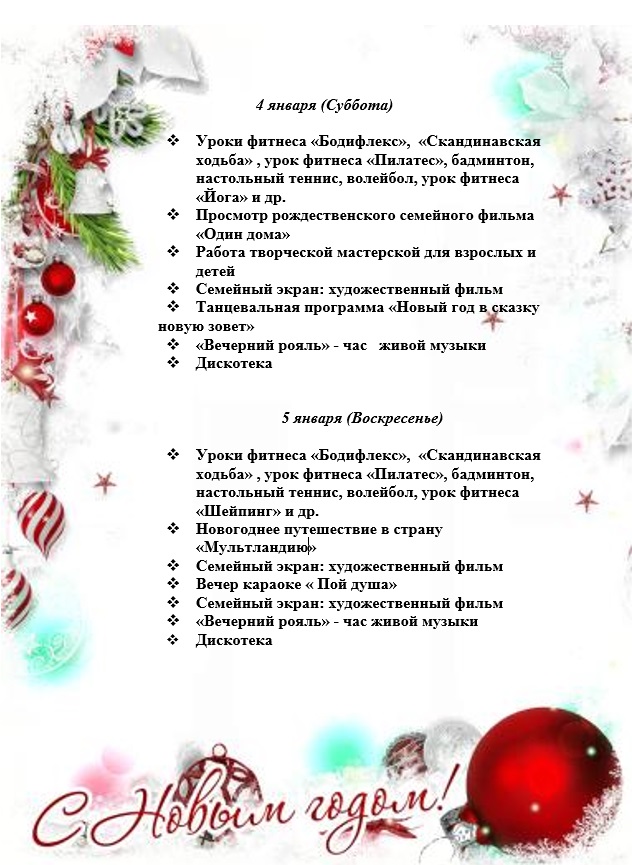 4 января (Суббота)
❖ Уроки фитнеса «Бодифлекс», «Скандинавская
ходьба» , урок фитнеса «Пилатес», бадминтон,
настольный теннис, волейбол, урок фитнеса
«Йога» и др.
❖ Просмотр рождественского семейного фильма
«Один дома»
❖ Работа творческой мастерской для взрослых и
детей
❖ Семейный экран: художественный фильм
❖ Танцевальная программа «Новый год в сказку
новую зовет»
❖ «Вечерний рояль» - час живой музыки
❖ Дискотека
5 января (Воскресенье)
❖ Уроки фитнеса «Бодифлекс», «Скандинавская
ходьба» , урок фитнеса «Пилатес», бадминтон,
настольный теннис, волейбол, урок фитнеса
«Шейпинг» и др.
❖ Новогоднее путешествие в страну
«Мультландию»
❖ Семейный экран: художественный фильм
❖ Вечер караоке « Пой душа»
❖ Семейный экран: художественный фильм
❖ «Вечерний рояль» - час живой музыки
❖ Дискотека
С Новым годом!